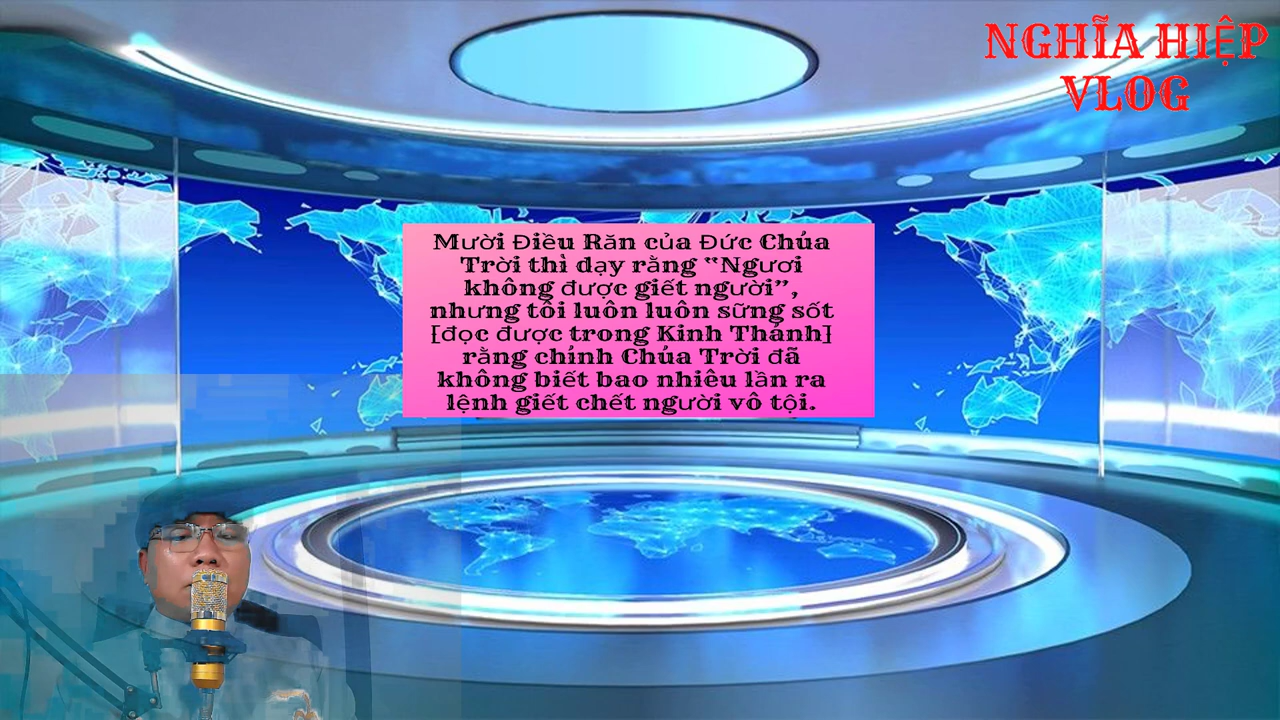 NGHĨA HIỆP
VLOG
Mười Điều Răn của Đức Chúa
Trời thì dạy rằng “Ngươi
không được giết người”,
nhưng tôi luôn luôn sững sốt
[đọc được trong Kinh Thánh]
rằng chính Chúa Trời đã
không biết bao nhiêu lần ra
lệnh giết chết người vô tội.